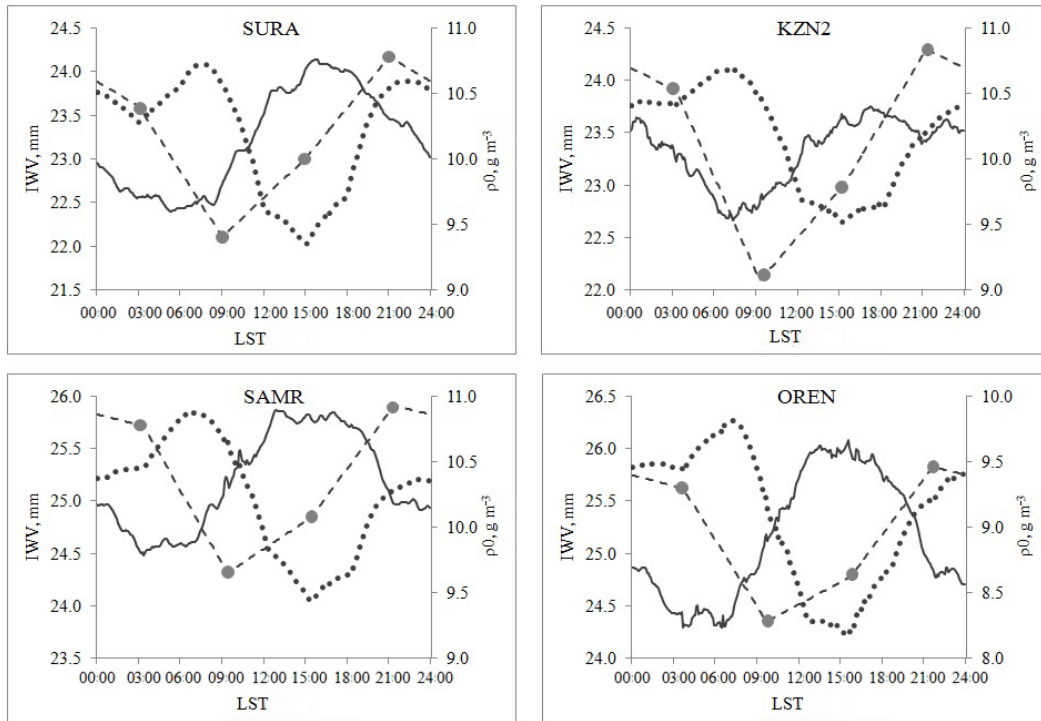 SURA
24.5 11.0
24.0 10.5
23.5
23.0 10.0
22.5 9.5
22.0
21.5 9.0
IWV, mm
ρ0, g m⁻³
00:00 03:00 06:00 09:00 12:00 15:00 18:00 21:00 24:00
LST
KZN2
24.5 11.0
24.0 10.5
23.5
23.0 10.0
22.5 9.5
22.0 9.0
IWV, mm
ρ0, g m⁻³
00:00 03:00 06:00 09:00 12:00 15:00 18:00 21:00 24:00
LST
SAMR
26.0 11.0
25.5 10.5
25.0 10.0
24.5
24.0 9.5
23.5 9.0
IWV, mm
ρ0, g m⁻³
00:00 03:00 06:00 09:00 12:00 15:00 18:00 21:00 24:00
LST
OREN
26.5 10.0
26.0 9.5
25.5
25.0 9.0
24.5 8.5
24.0 8.0
IWV, mm
ρ0, g m⁻³
00:00 03:00 06:00 09:00 12:00 15:00 18:00 21:00 24:00
LST